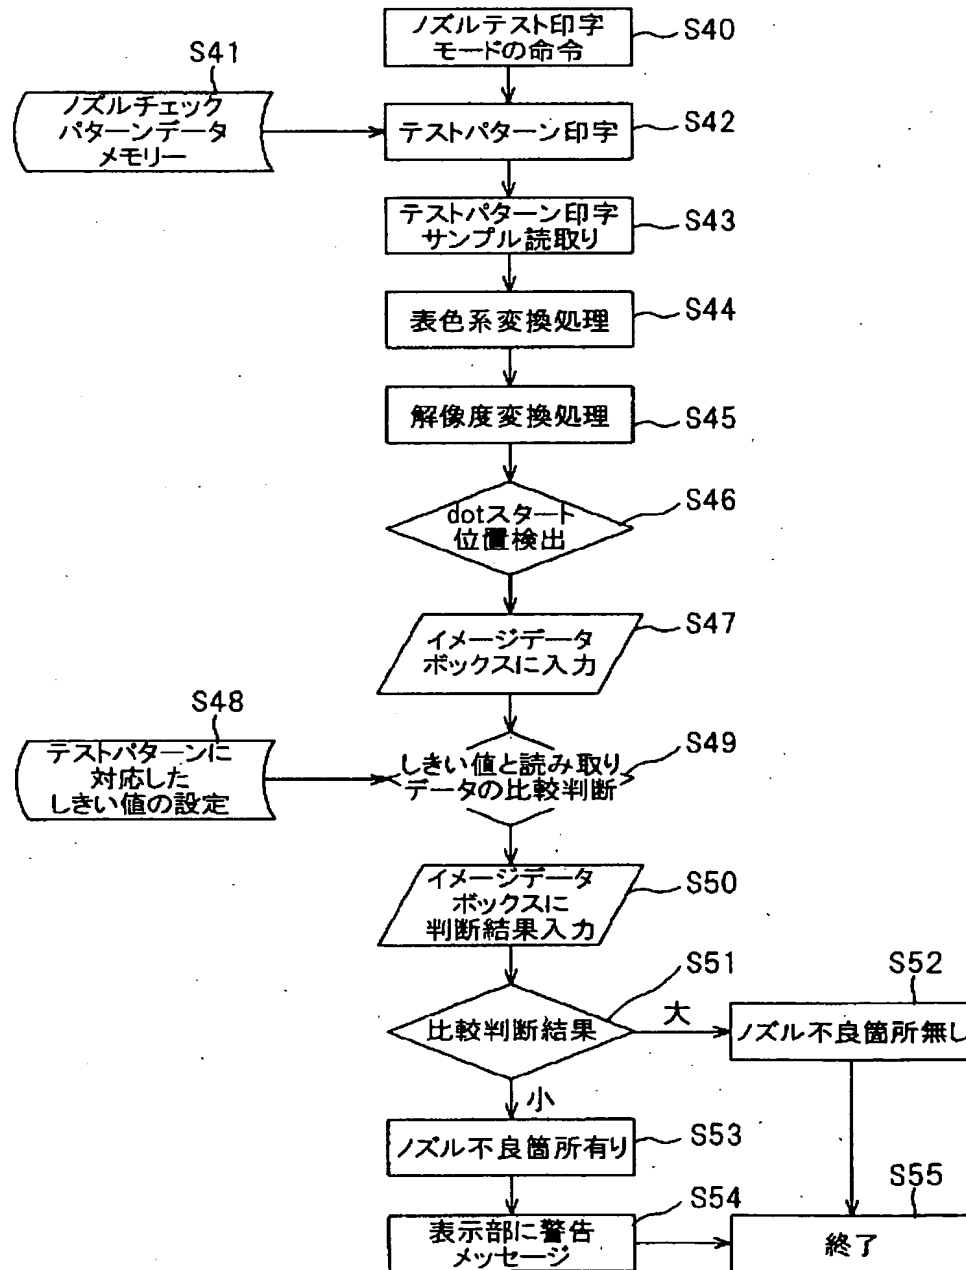 ノズルテスト印字
モードの命令
S40
S41
ノズルチェック
パターンデータ
メモリー
テストパターン印字
S42
テストパターン印字
サンプル読取り
S43
表色系変換処理
S44
解像度変換処理
S45
dotスタート
位置検出
S46
イメージデータ
ボックスに入力
S47
S48
テストパターンに
対応した
しきい値の設定
しきい値と読み取り
データの比較判断
S49
イメージデータ
ボックスに
判断結果入力
S50
比較判断結果
S51
大
S52
ノズル不良箇所無し
小
ノズル不良箇所有り
S53
表示部に警告
メッセージ
S54
S55
終了